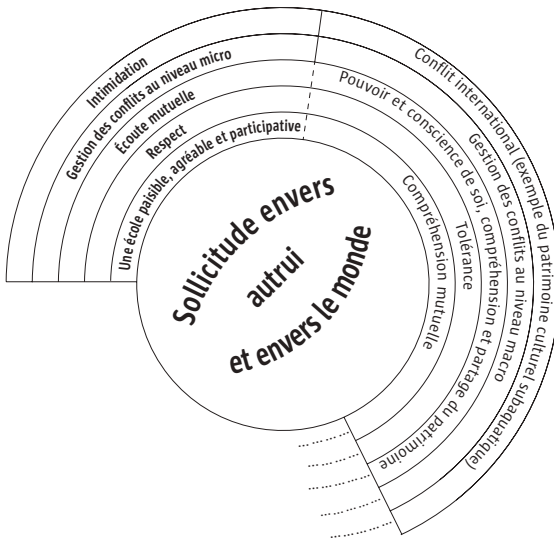 Intimidation
Gestion des conflits au niveau micro
Écoute mutuelle
Respect
Une école paisible, agréable et participative
Conflit international (exemple du patrimoine culturel subaquatique)
Gestion des conflits au niveau macro
Pouvoir et conscience de soi, compréhension et partage du patrimoine
Tolérance
Compréhension mutuelle
Sollicitude envers
autrui
et envers le monde
………
………
………
………
………